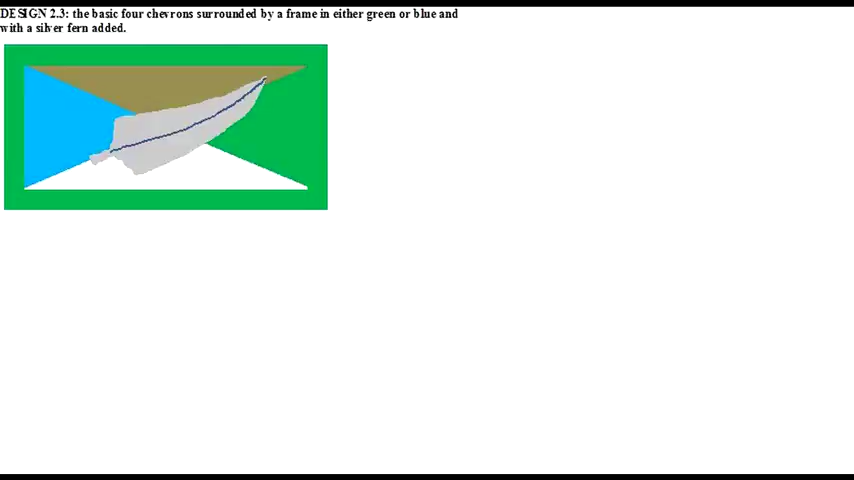 DESIGN 2.3: the basic four chevrons surrounded by a frame in either green or blue and
with a silver fern added.